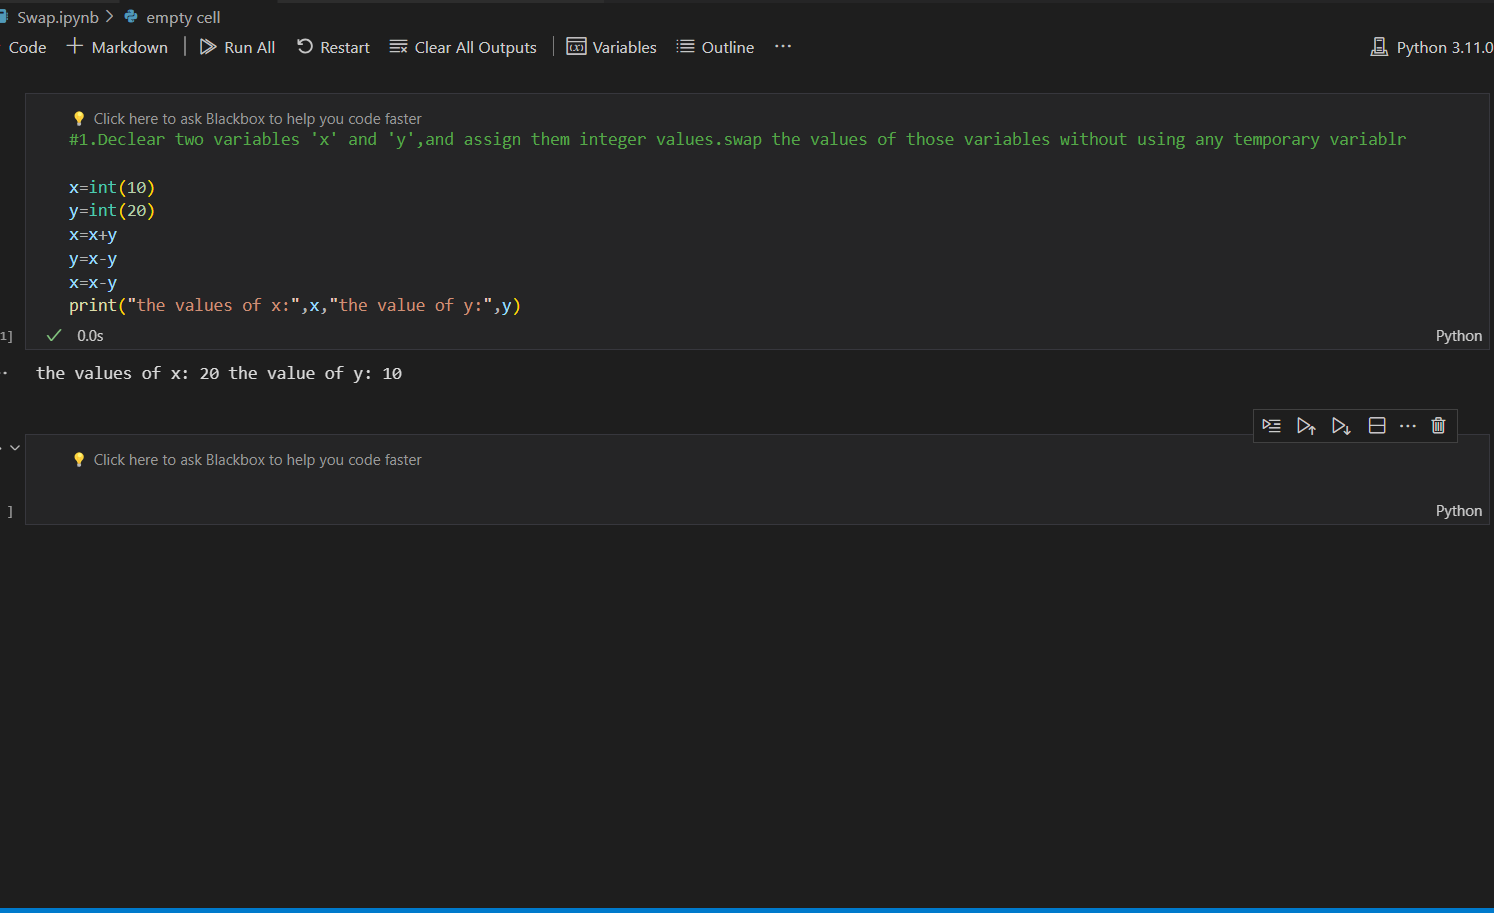 Swap.ipynb > empty cell
Code + Markdown | Run All Restart Clear All Outputs | Variables Outline ... Python 3.11.0
Click here to ask Blackbox to help you code faster
#1.Declear two variables 'x' and 'y',and assign them integer values.swap the values of those variables without using any temporary variablr
x=int(10)
y=int(20)
x=x+y
y=x-y
x=x-y
print("the values of x:",x,"the value of y:",y)
1] 0.0s Python
the values of x: 20 the value of y: 10
Click here to ask Blackbox to help you code faster
] Python